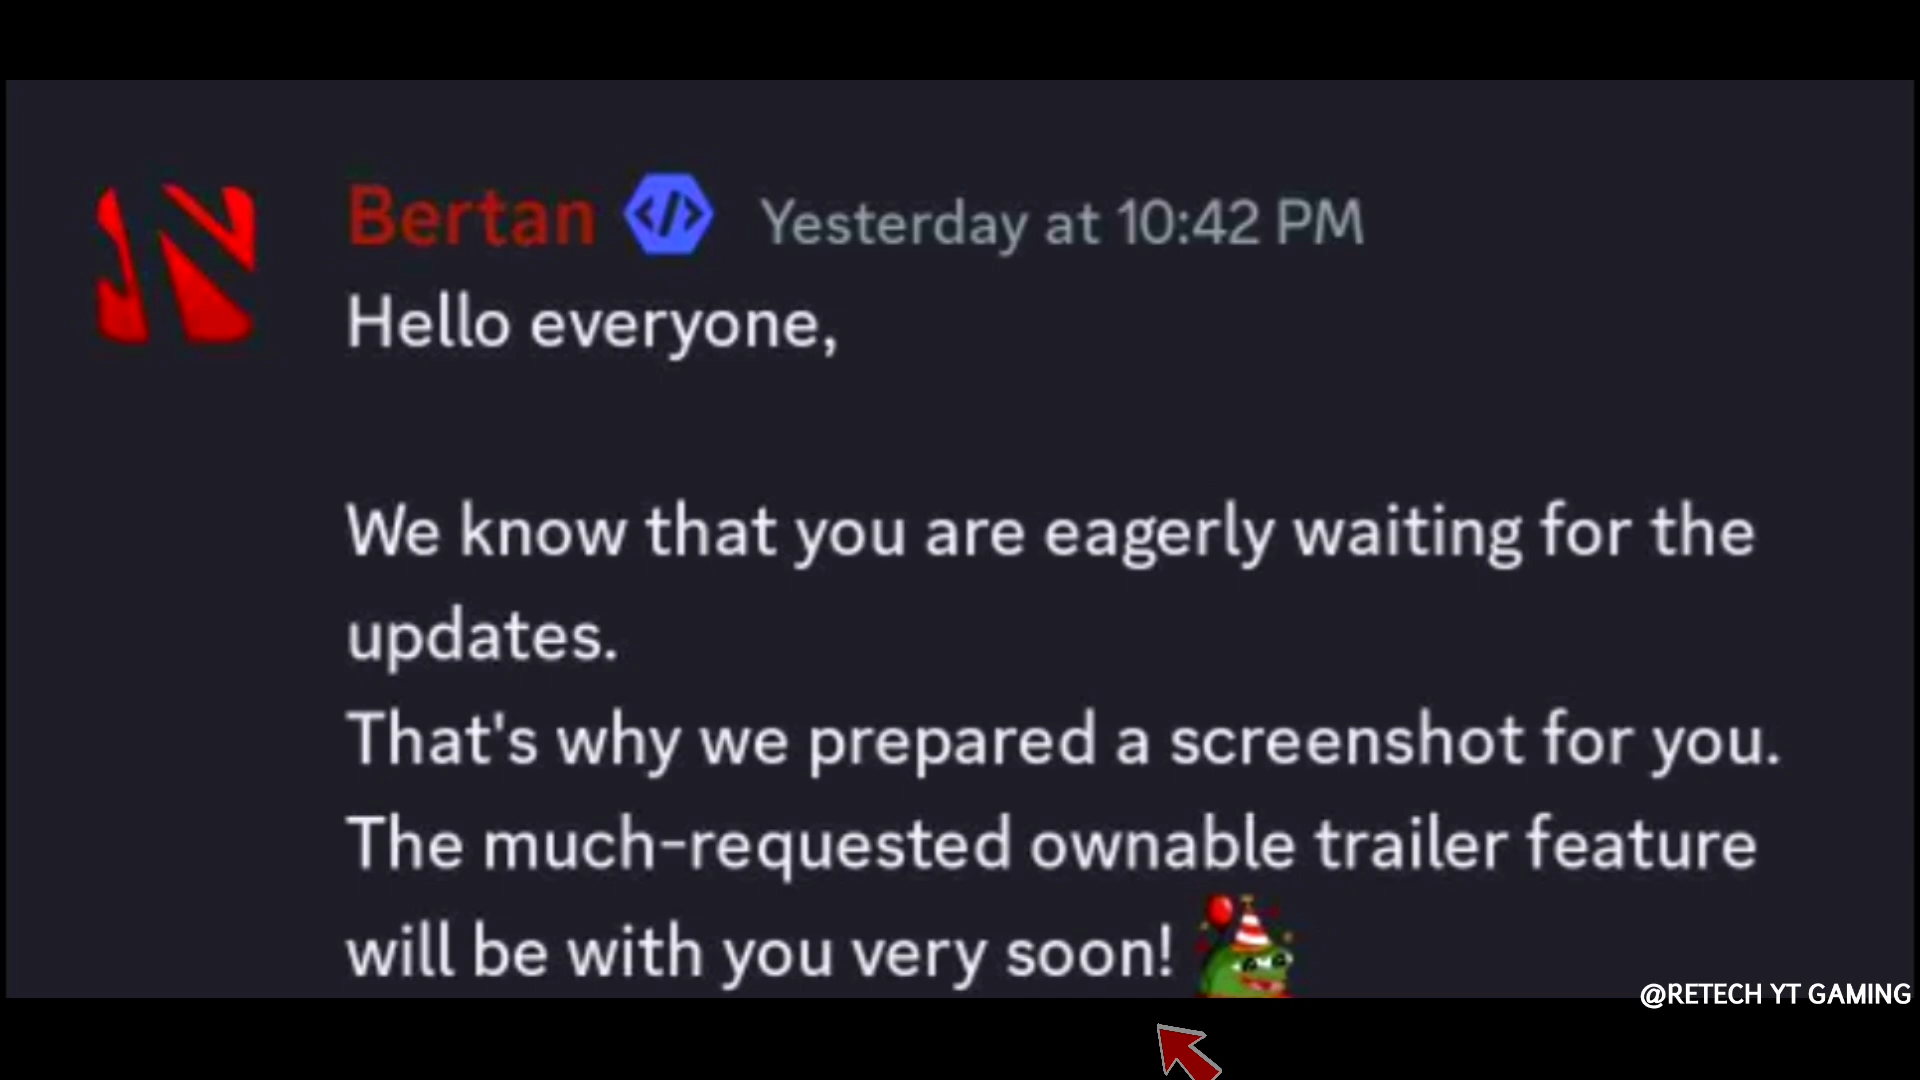 Bertan Yesterday at 10:42 PM
Hello everyone,
We know that you are eagerly waiting for the
updates.
That's why we prepared a screenshot for you.
The much-requested ownable trailer feature
will be with you very soon!
@RETECH YT GAMING